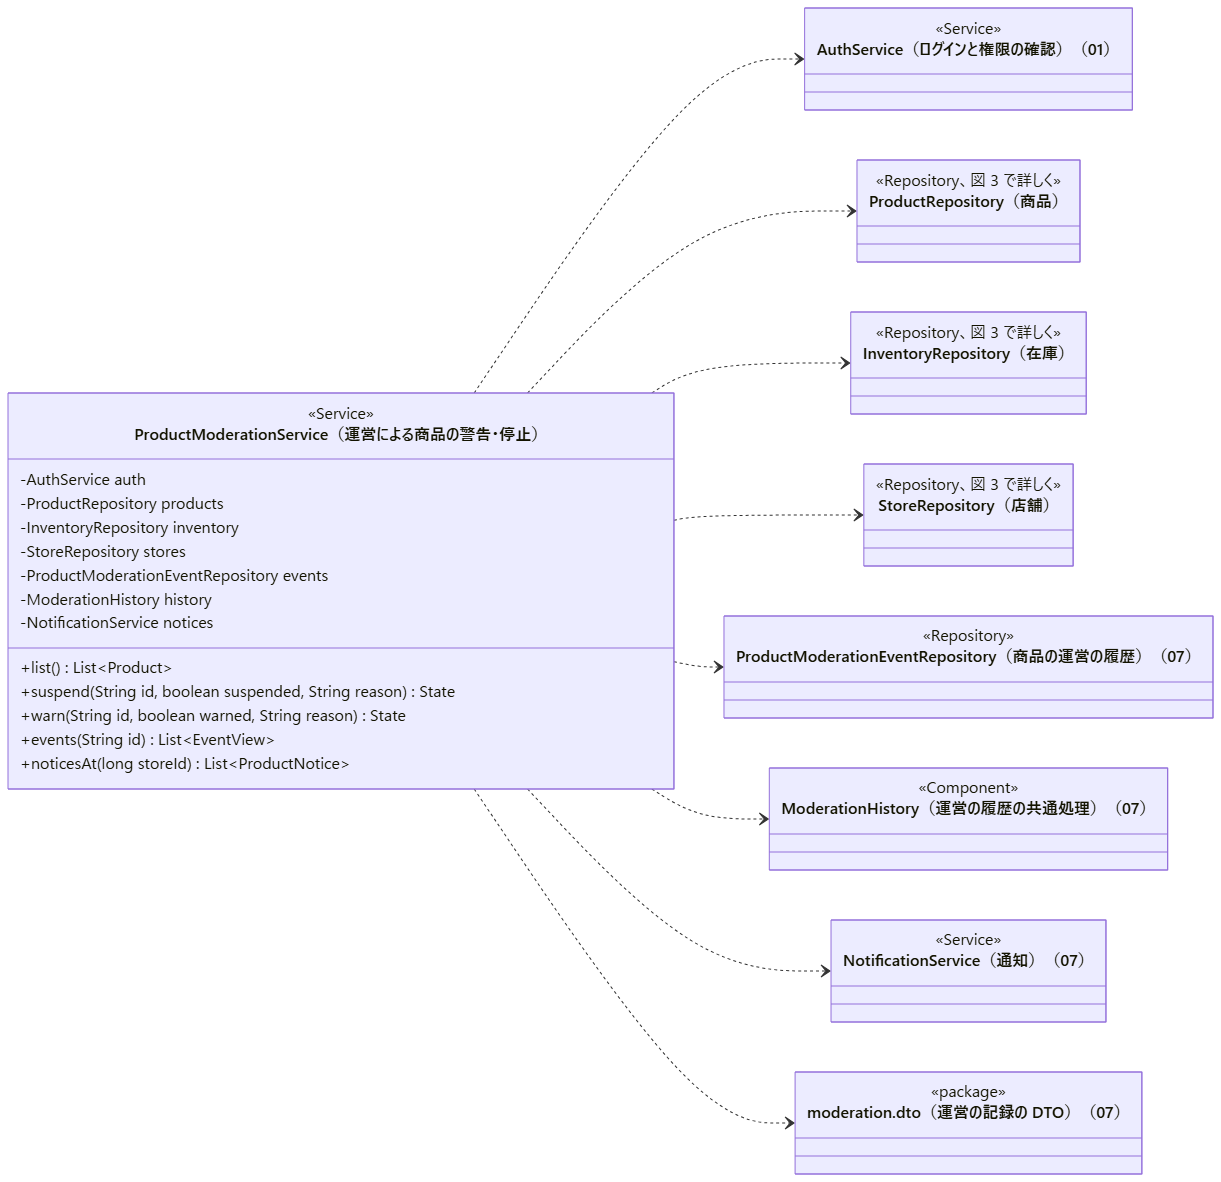 «Service»
AuthService（ログインと権限の確認）（01）
«Repository、図 3 で詳しく»
ProductRepository（商品）
«Repository、図 3 で詳しく»
InventoryRepository（在庫）
«Service»
ProductModerationService（運営による商品の警告・停止）
-AuthService auth
-ProductRepository products
-InventoryRepository inventory
-StoreRepository stores
-ProductModerationEventRepository events
-ModerationHistory history
-NotificationService notices
+list() : List<Product>
+suspend(String id, boolean suspended, String reason) : State
+warn(String id, boolean warned, String reason) : State
+events(String id) : List<EventView>
+noticesAt(long storeId) : List<ProductNotice>
«Repository、図 3 で詳しく»
StoreRepository（店舗）
«Repository»
ProductModerationEventRepository（商品の運営の履歴）（07）
«Component»
ModerationHistory（運営の履歴の共通処理）（07）
«Service»
NotificationService（通知）（07）
«package»
moderation.dto（運営の記録の DTO）（07）